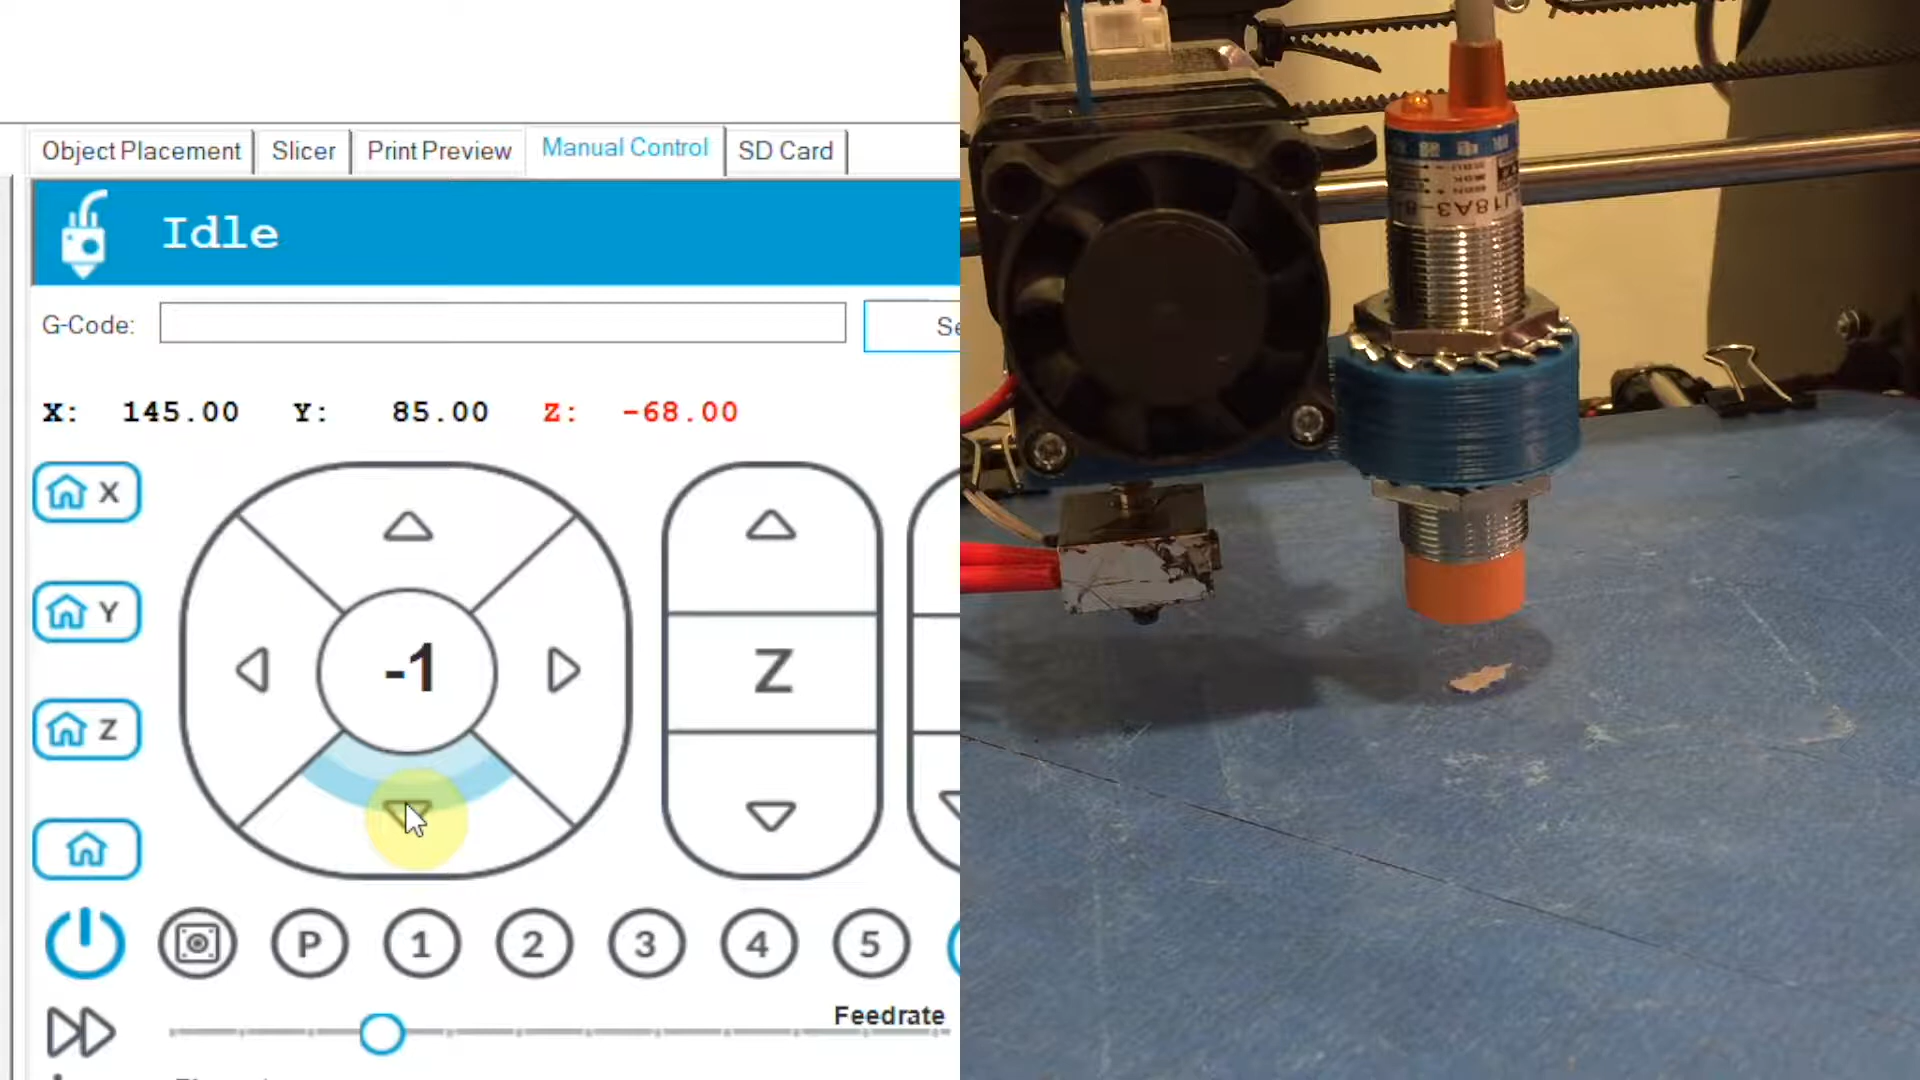 Object Placement Slicer Print Preview Manual Control SD Card
Idle
G-Code:
X: 145.00 Y: 85.00 Z: -68.00
X
Y
-1
Z
Z
P 1 2 3 4 5
Feedrate